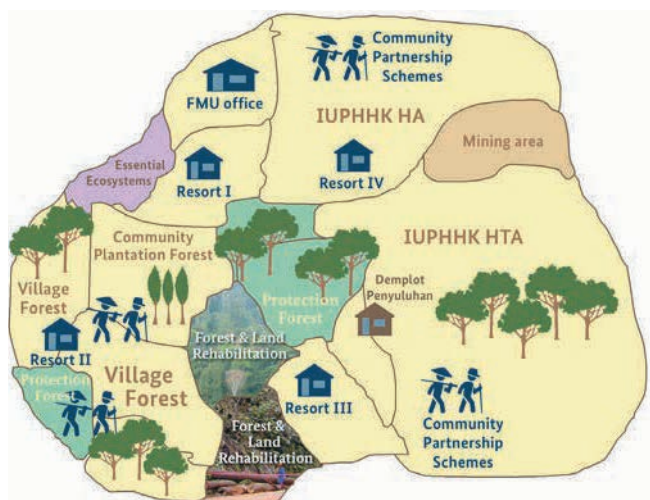 Community
Partnership
Schemes
FMU office
IUPHHK HA
Mining area
Essential
Ecosystems
Resort I
Resort IV
Community
Plantation Forest
IUPHHK HTA
Village
Forest
Demplot
Penyuluhan
Protection
Forest
Forest & Land
Rehabilitation
Resort II
Protection
Forest
Village
Forest
Resort III
Forest &
Land
Rehabilitation
Community
Partnership
Schemes